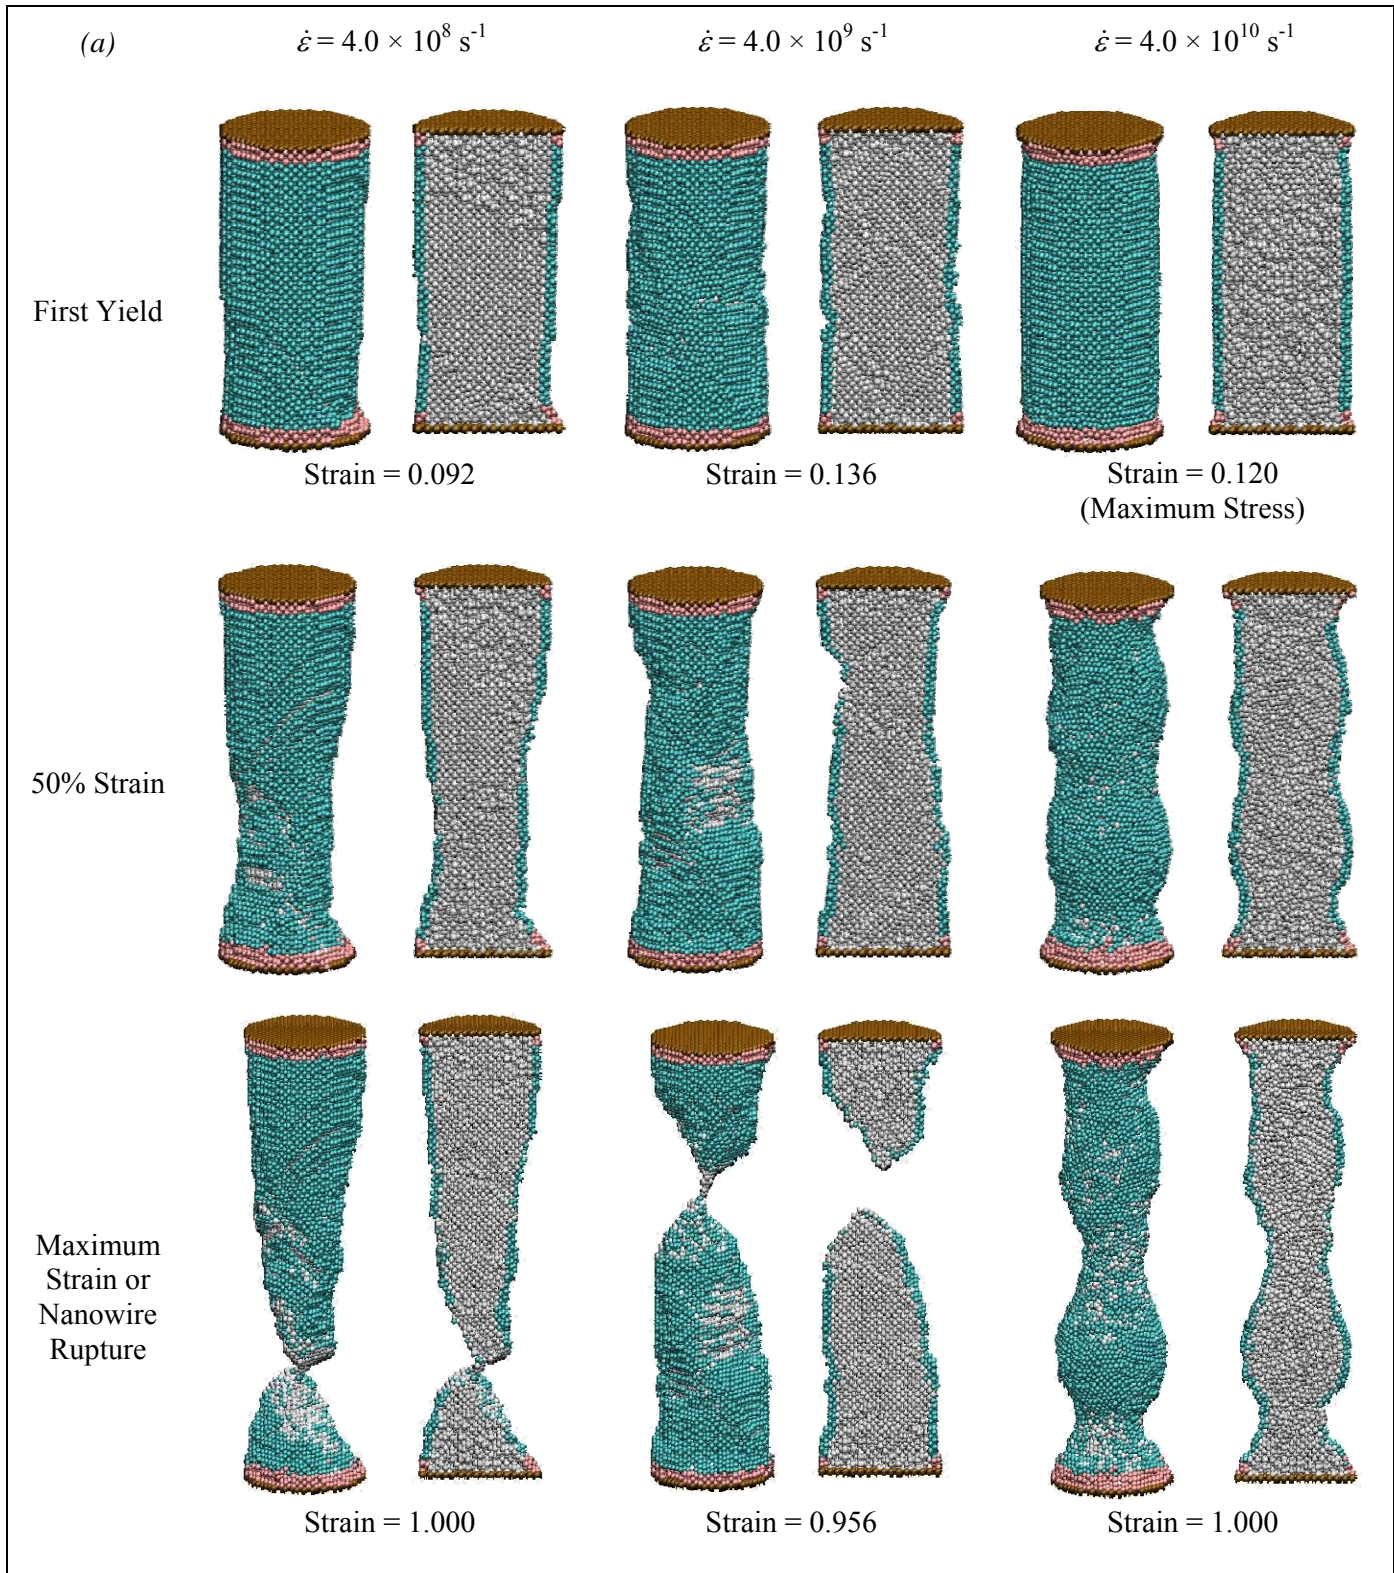 (a) ε̇ = 4.0 × 10⁸ s⁻¹ ε̇ = 4.0 × 10⁹ s⁻¹ ε̇ = 4.0 × 10¹⁰ s⁻¹
First Yield
Strain = 0.092 Strain = 0.136 Strain = 0.120
(Maximum Stress)
50% Strain
Maximum
Strain or
Nanowire
Rupture
Strain = 1.000 Strain = 0.956 Strain = 1.000